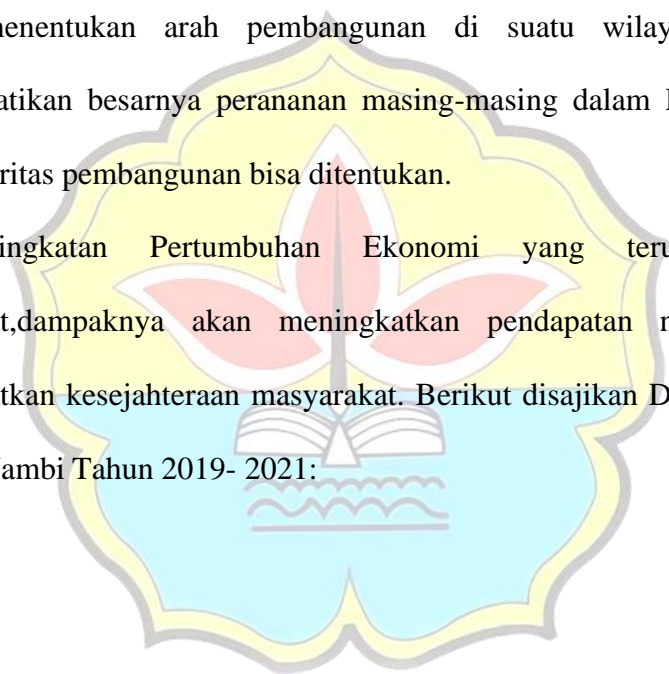 menentukan arah pembangunan di suatu wilay
atikan besarnya perananan masing-masing dalam
ritas pembangunan bisa ditentukan.
ingkatan Pertumbuhan Ekonomi yang teru
t,dampaknya akan meningkatkan pendapatan
atkan kesejahteraan masyarakat. Berikut disajikan D
Jambi Tahun 2019- 2021: